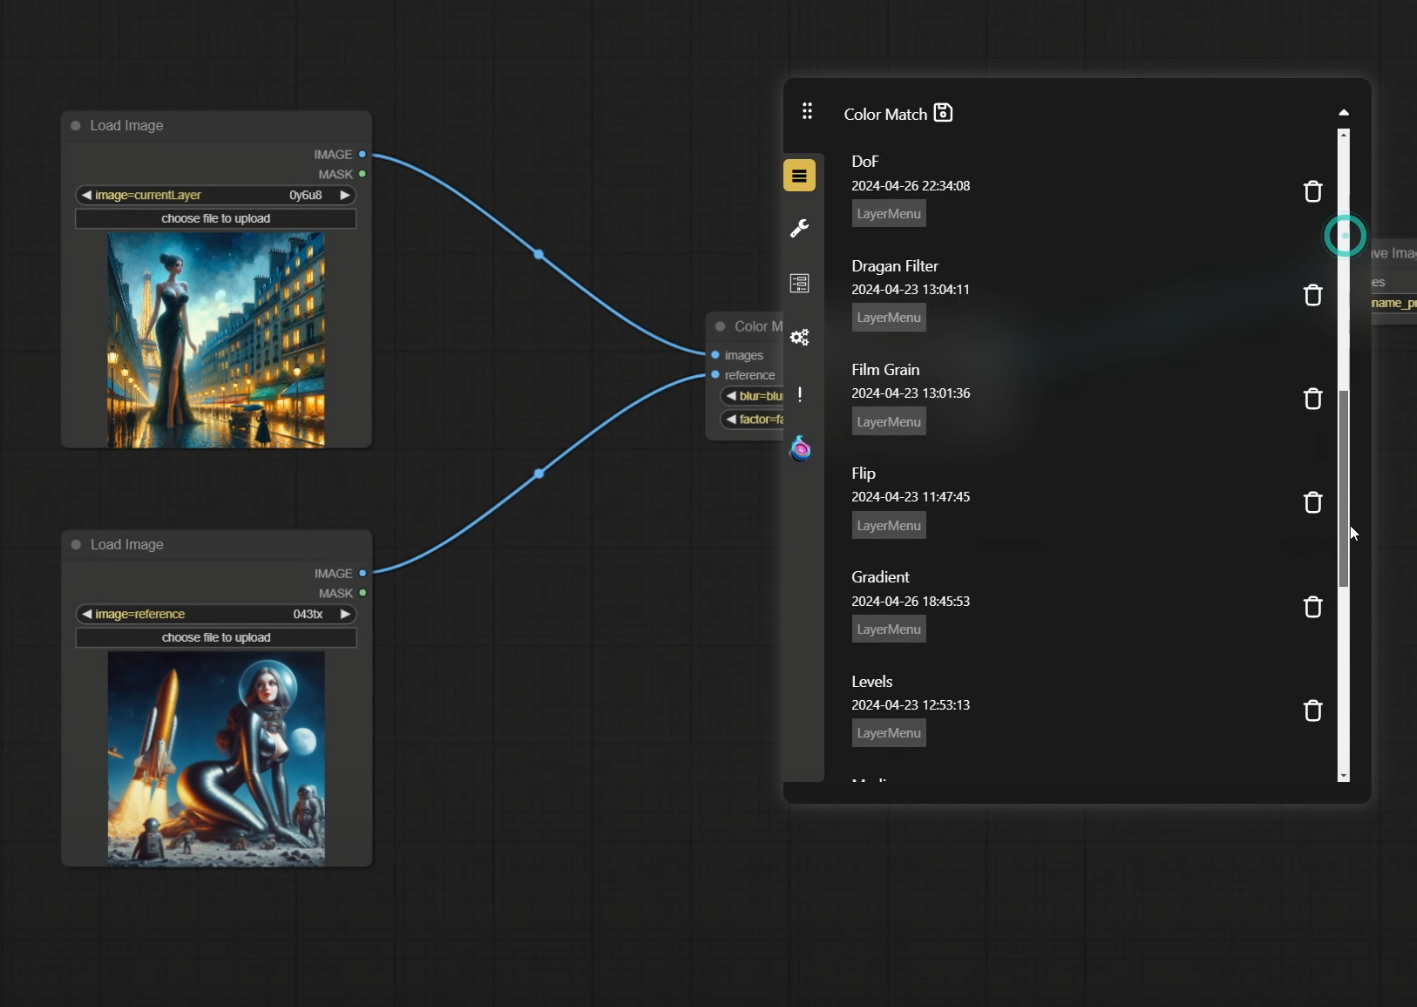 Load Image
IMAGE
MASK
image=currentLayer 0y6u8
choose file to upload
Load Image
IMAGE
MASK
image=reference 043tx
choose file to upload
Color M
images
reference
blur=blu
factor=fa
Color Match
DoF
2024-04-26 22:34:08
LayerMenu
Dragan Filter
2024-04-23 13:04:11
LayerMenu
Film Grain
2024-04-23 13:01:36
LayerMenu
Flip
2024-04-23 11:47:45
LayerMenu
Gradient
2024-04-26 18:45:53
LayerMenu
Levels
2024-04-23 12:53:13
LayerMenu
ave Imag
es
name_pr